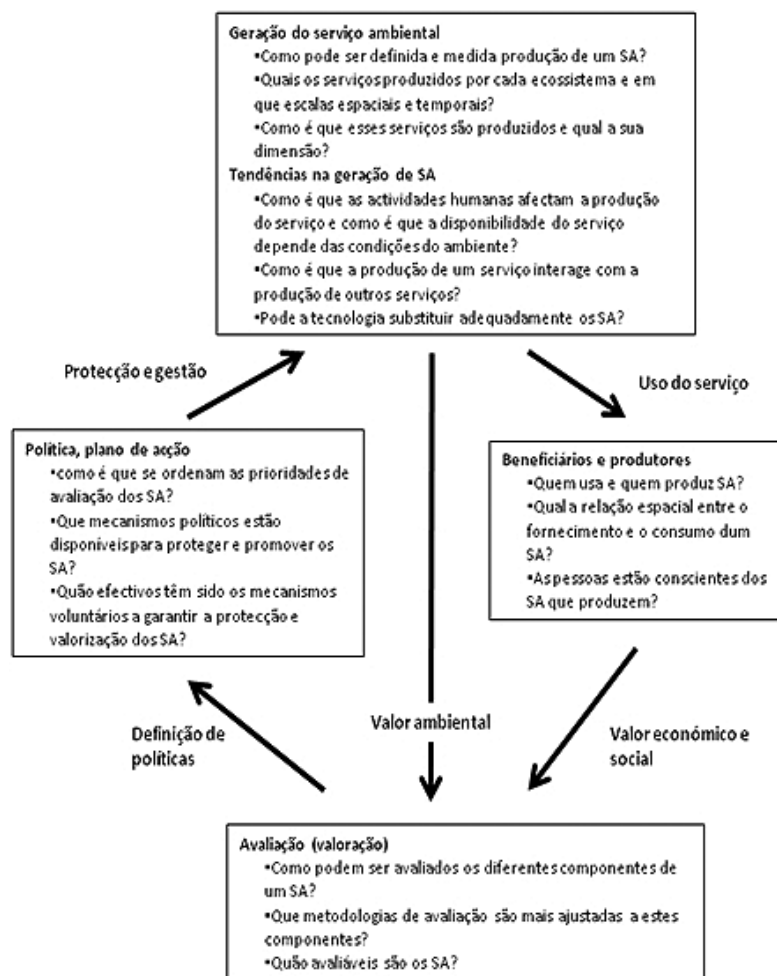 Geração do serviço ambiental
•Como pode ser definida e medida produção de um SA?
•Quais os serviços produzidos por cada ecossistema e em
que escalas espaciais e temporais?
•Como é que esses serviços são produzidos e qual a sua
dimensão?
Tendências na geração de SA
•Como é que as actividades humanas afectam a produção
do serviço e como é que a disponibilidade do serviço
depende das condições do ambiente?
•Como é que a produção de um serviço interage com a
produção de outros serviços?
•Pode a tecnologia substituir adequadamente os SA?
Protecção e gestão
Uso do serviço
Política, plano de acção
•como é que se ordenam as prioridades de
avaliação dos SA?
•Que mecanismos políticos estão
disponíveis para proteger e promover os
SA?
•Quão efectivos têm sido os mecanismos
voluntários a garantir a protecção e
valorização dos SA?
Beneficiários e produtores
•Quem usa e quem produz SA?
•Qual a relação espacial entre o
fornecimento e o consumo dum
SA?
•As pessoas estão conscientes dos
SA que produzem?
Definição de
políticas
Valor ambiental
Valor económico e
social
Avaliação (valoração)
•Como podem ser avaliados os diferentes componentes de
um SA?
•Que metodologias de avaliação são mais ajustadas a estes
componentes?
•Quão avaliáveis são os SA?